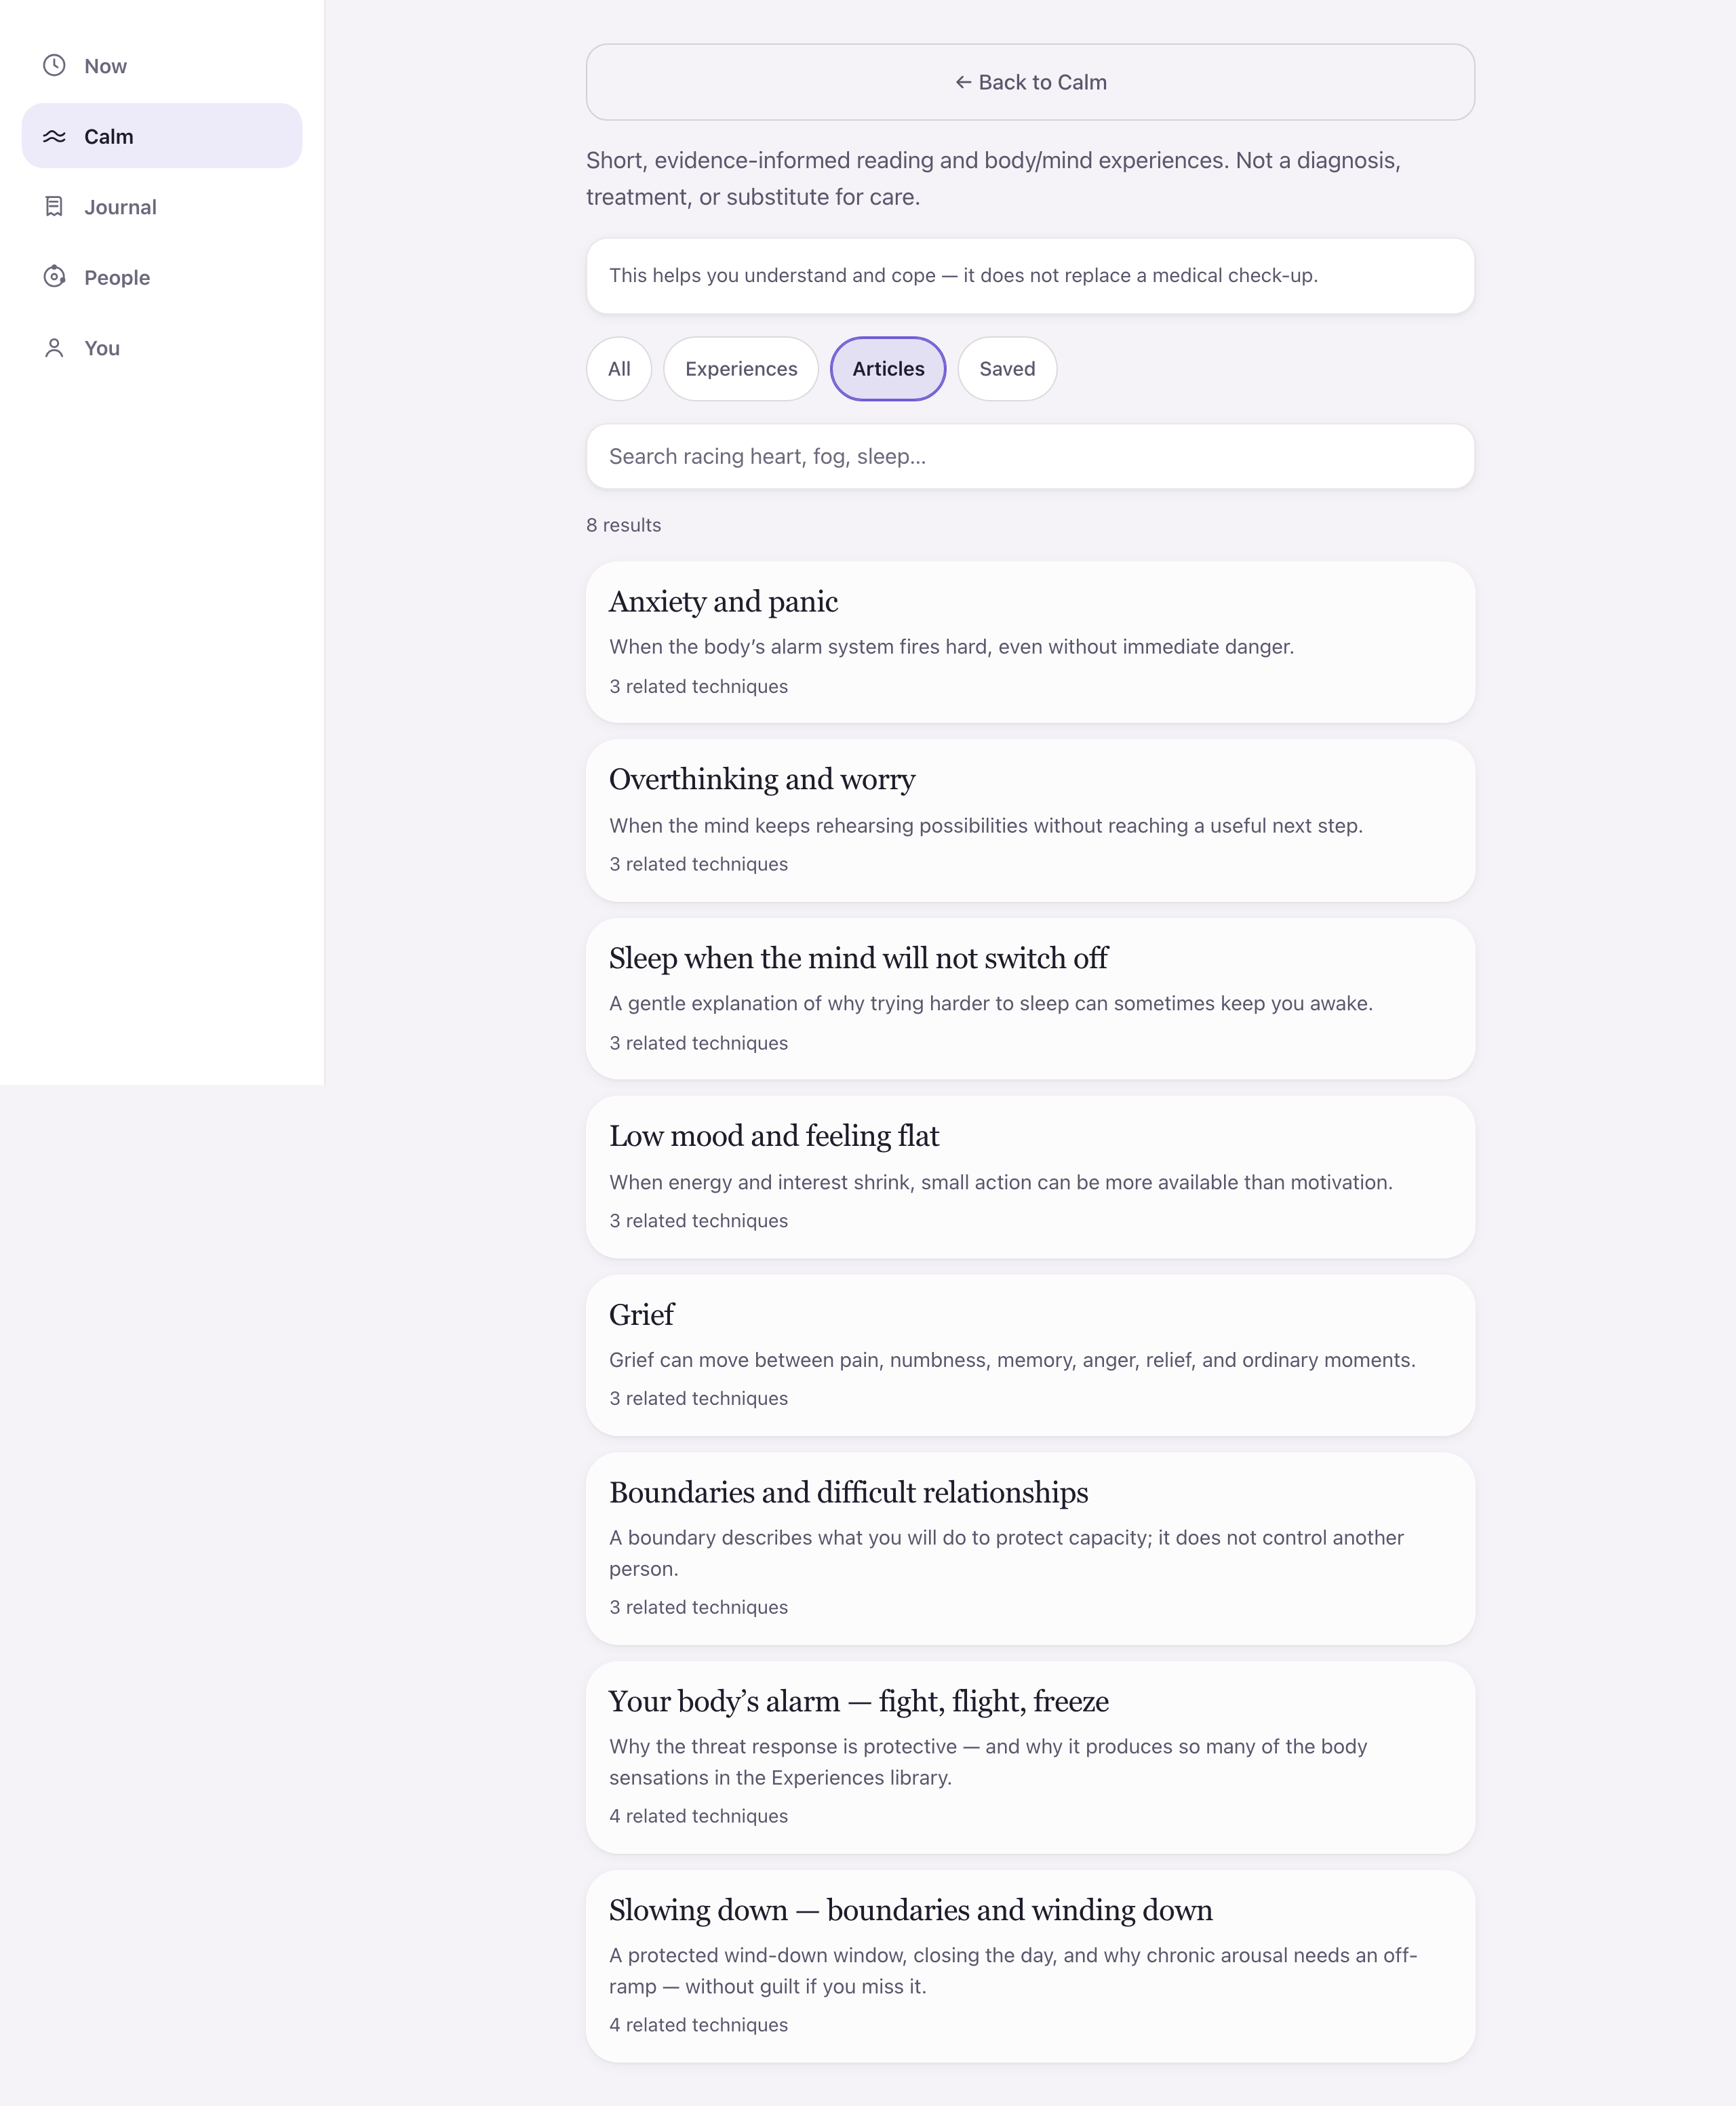 Now
Calm
Journal
People
You
← Back to Calm
Short, evidence-informed reading and body/mind experiences. Not a diagnosis,
treatment, or substitute for care.
This helps you understand and cope — it does not replace a medical check-up.
All
Experiences
Articles
Saved
Search racing heart, fog, sleep...
8 results
Anxiety and panic
When the body’s alarm system fires hard, even without immediate danger.
3 related techniques
Overthinking and worry
When the mind keeps rehearsing possibilities without reaching a useful next step.
3 related techniques
Sleep when the mind will not switch off
A gentle explanation of why trying harder to sleep can sometimes keep you awake.
3 related techniques
Low mood and feeling flat
When energy and interest shrink, small action can be more available than motivation.
3 related techniques
Grief
Grief can move between pain, numbness, memory, anger, relief, and ordinary moments.
3 related techniques
Boundaries and difficult relationships
A boundary describes what you will do to protect capacity; it does not control another
person.
3 related techniques
Your body’s alarm — fight, flight, freeze
Why the threat response is protective — and why it produces so many of the body
sensations in the Experiences library.
4 related techniques
Slowing down — boundaries and winding down
A protected wind-down window, closing the day, and why chronic arousal needs an off-
ramp — without guilt if you miss it.
4 related techniques